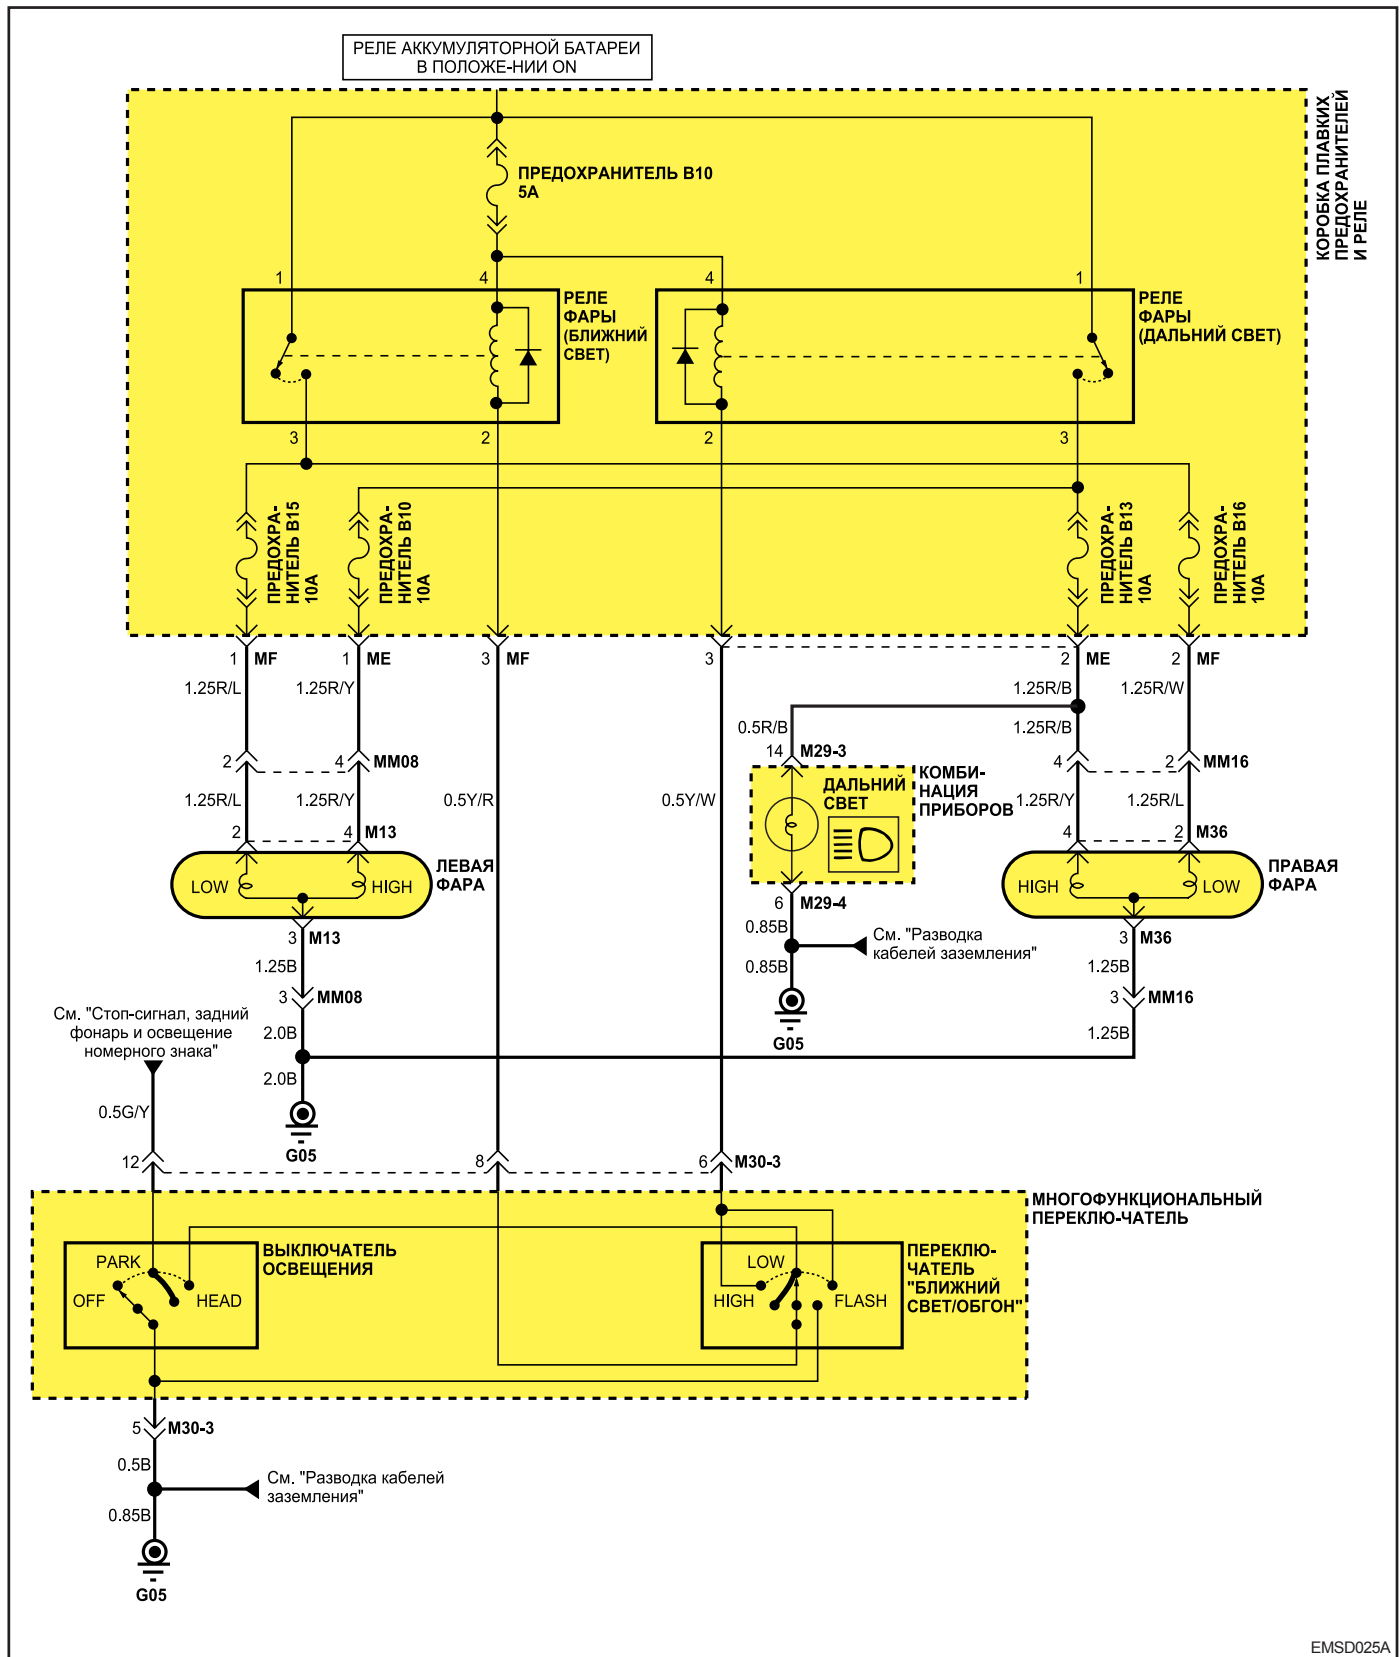 РЕЛЕ АККУМУЛЯТОРНОЙ БАТАРЕИ
В ПОЛОЖЕ-НИИ ON
КОРОБКА ПЛАВКИХ
ПРЕДОХРАНИТЕЛЕЙ
И РЕЛЕ
ПРЕДОХРАНИТЕЛЬ B10
5A
1
4
4
1
РЕЛЕ
ФАРЫ
(БЛИЖНИЙ
СВЕТ)
РЕЛЕ
ФАРЫ
(ДАЛЬНИЙ СВЕТ)
3
2
2
3
ПРЕДОХРА-
НИТЕЛЬ B15
10A
ПРЕДОХРА-
НИТЕЛЬ B10
10A
ПРЕДОХРА-
НИТЕЛЬ B13
10A
ПРЕДОХРА-
НИТЕЛЬ B16
10A
1 MF
1 ME
3 MF
3
2 ME
2 MF
1.25R/L
1.25R/Y
1.25R/B
1.25R/W
0.5R/B
1.25R/B
14 M29-3
2
4 MM08
4
2 MM16
ДАЛЬНИЙ
СВЕТ
КОМБИ-
НАЦИЯ
ПРИБОРОВ
1.25R/L
1.25R/Y
0.5Y/R
0.5Y/W
1.25R/Y
1.25R/L
2
4 M13
4
2 M36
LOW
HIGH
ЛЕВАЯ
ФАРА
HIGH
LOW
ПРАВАЯ
ФАРА
6 M29-4
0.85B
См. "Разводка
кабелей заземления"
0.85B
G05
3 M13
1.25B
3 MM08
2.0B
2.0B
G05
3 M36
1.25B
3 MM16
1.25B
См. "Стоп-сигнал, задний
фонарь и освещение
номерного знака"
0.5G/Y
12
8
6 M30-3
МНОГОФУНКЦИОНАЛЬНЫЙ
ПЕРЕКЛЮ-ЧАТЕЛЬ
ВЫКЛЮЧАТЕЛЬ
ОСВЕЩЕНИЯ
PARK
OFF
HEAD
LOW
HIGH
FLASH
ПЕРЕКЛЮ-
ЧАТЕЛЬ
"БЛИЖНИЙ
СВЕТ/ОБГОН"
5 M30-3
0.5B
См. "Разводка кабелей
заземления"
0.85B
G05
EMSD025A